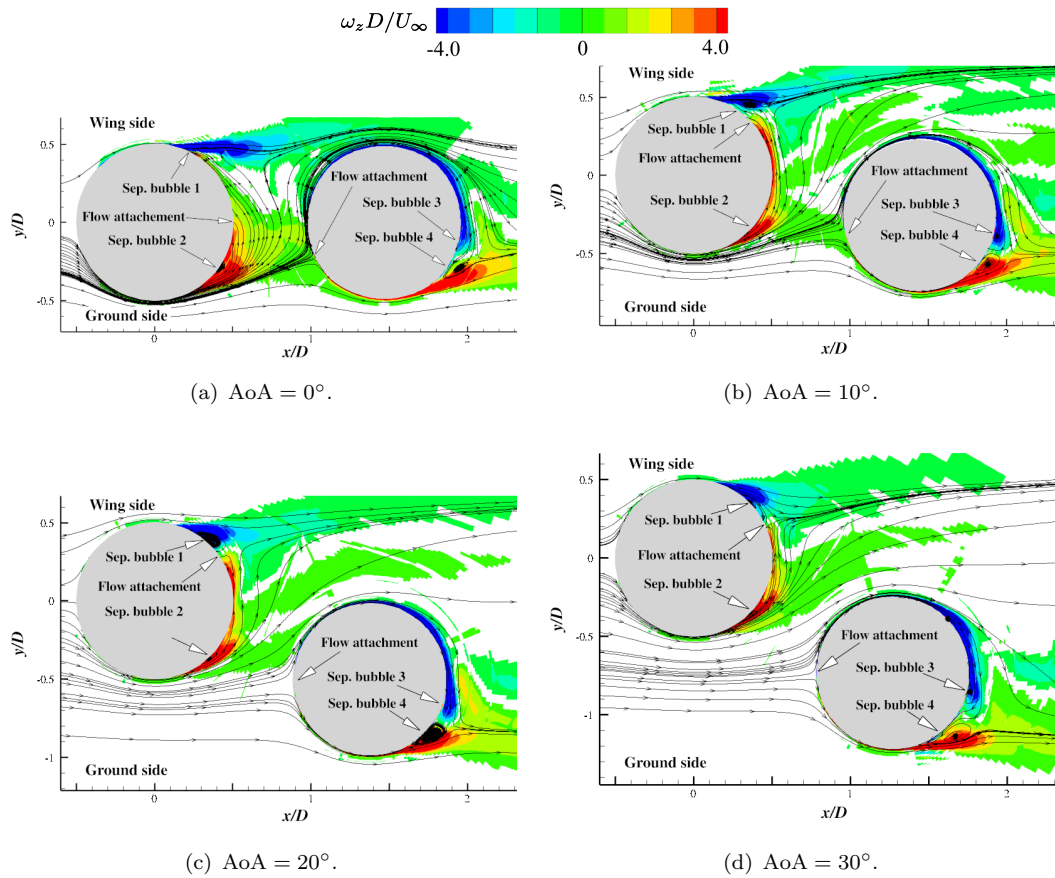 ω_z D/U_∞
-4.0 0 4.0
Wing side
Sep. bubble 1
Flow attachement
Sep. bubble 2
Flow attachment
Sep. bubble 3
Sep. bubble 4
Ground side
y/D
0.5
0
-0.5
0 1 2
x/D
(a) AoA = 0°.
Wing side
Sep. bubble 1
Flow attachement
Sep. bubble 2
Flow attachment
Sep. bubble 3
Sep. bubble 4
Ground side
y/D
0.5
0
-0.5
0 1 2
x/D
(b) AoA = 10°.
Wing side
Sep. bubble 1
Flow attachment
Sep. bubble 2
Flow attachment
Sep. bubble 3
Sep. bubble 4
Ground side
y/D
0.5
0
-0.5
-1
0 1 2
x/D
(c) AoA = 20°.
Wing side
Sep. bubble 1
Flow attachment
Sep. bubble 2
Flow attachment
Sep. bubble 3
Sep. bubble 4
Ground side
y/D
0.5
0
-0.5
-1
0 1 2
x/D
(d) AoA = 30°.